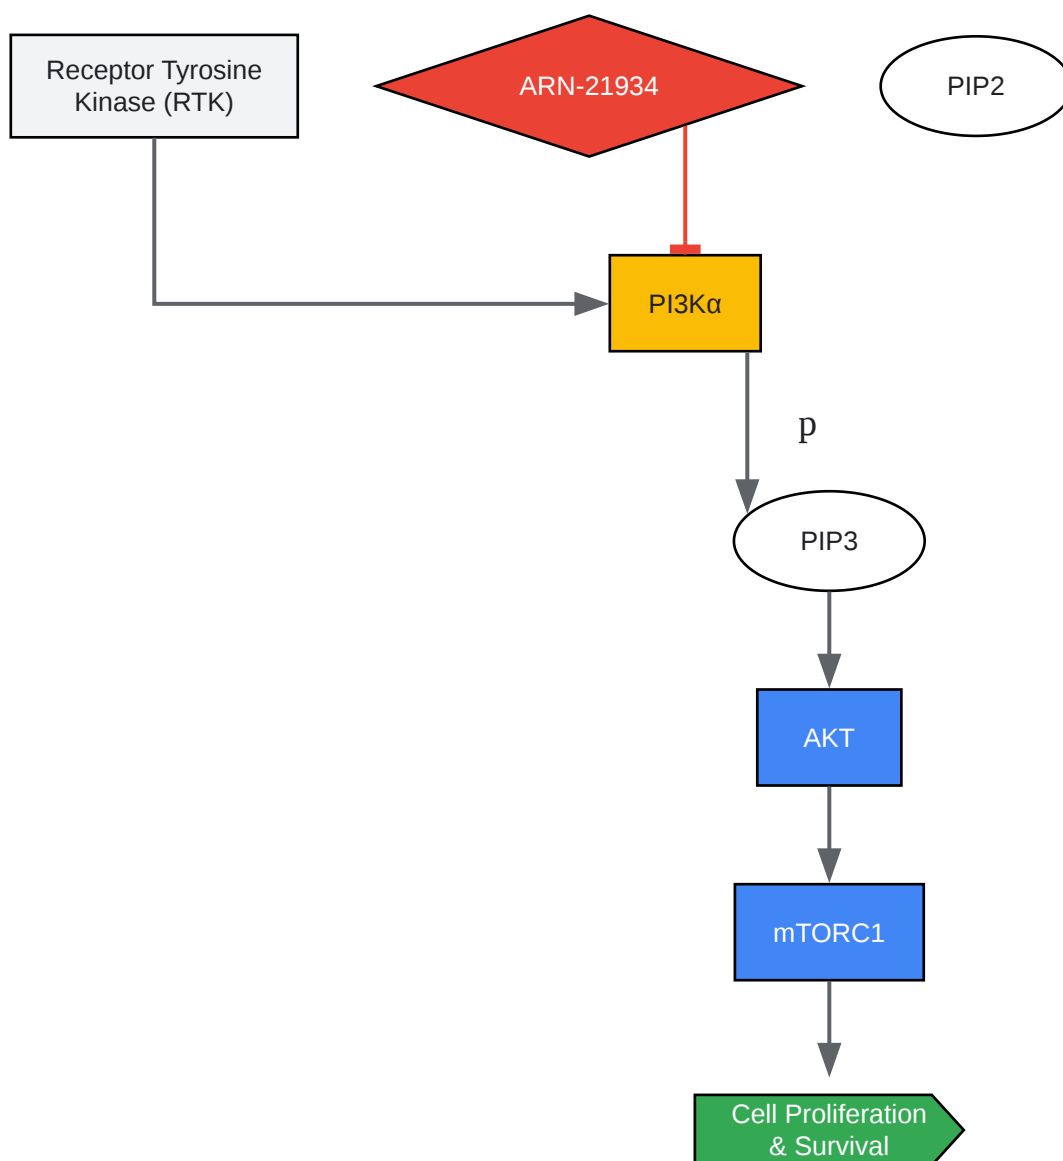 Receptor Tyrosine
Kinase (RTK)
ARN-21934
PIP2
PI3Kα
p
PIP3
AKT
mTORC1
Cell Proliferation
& Survival